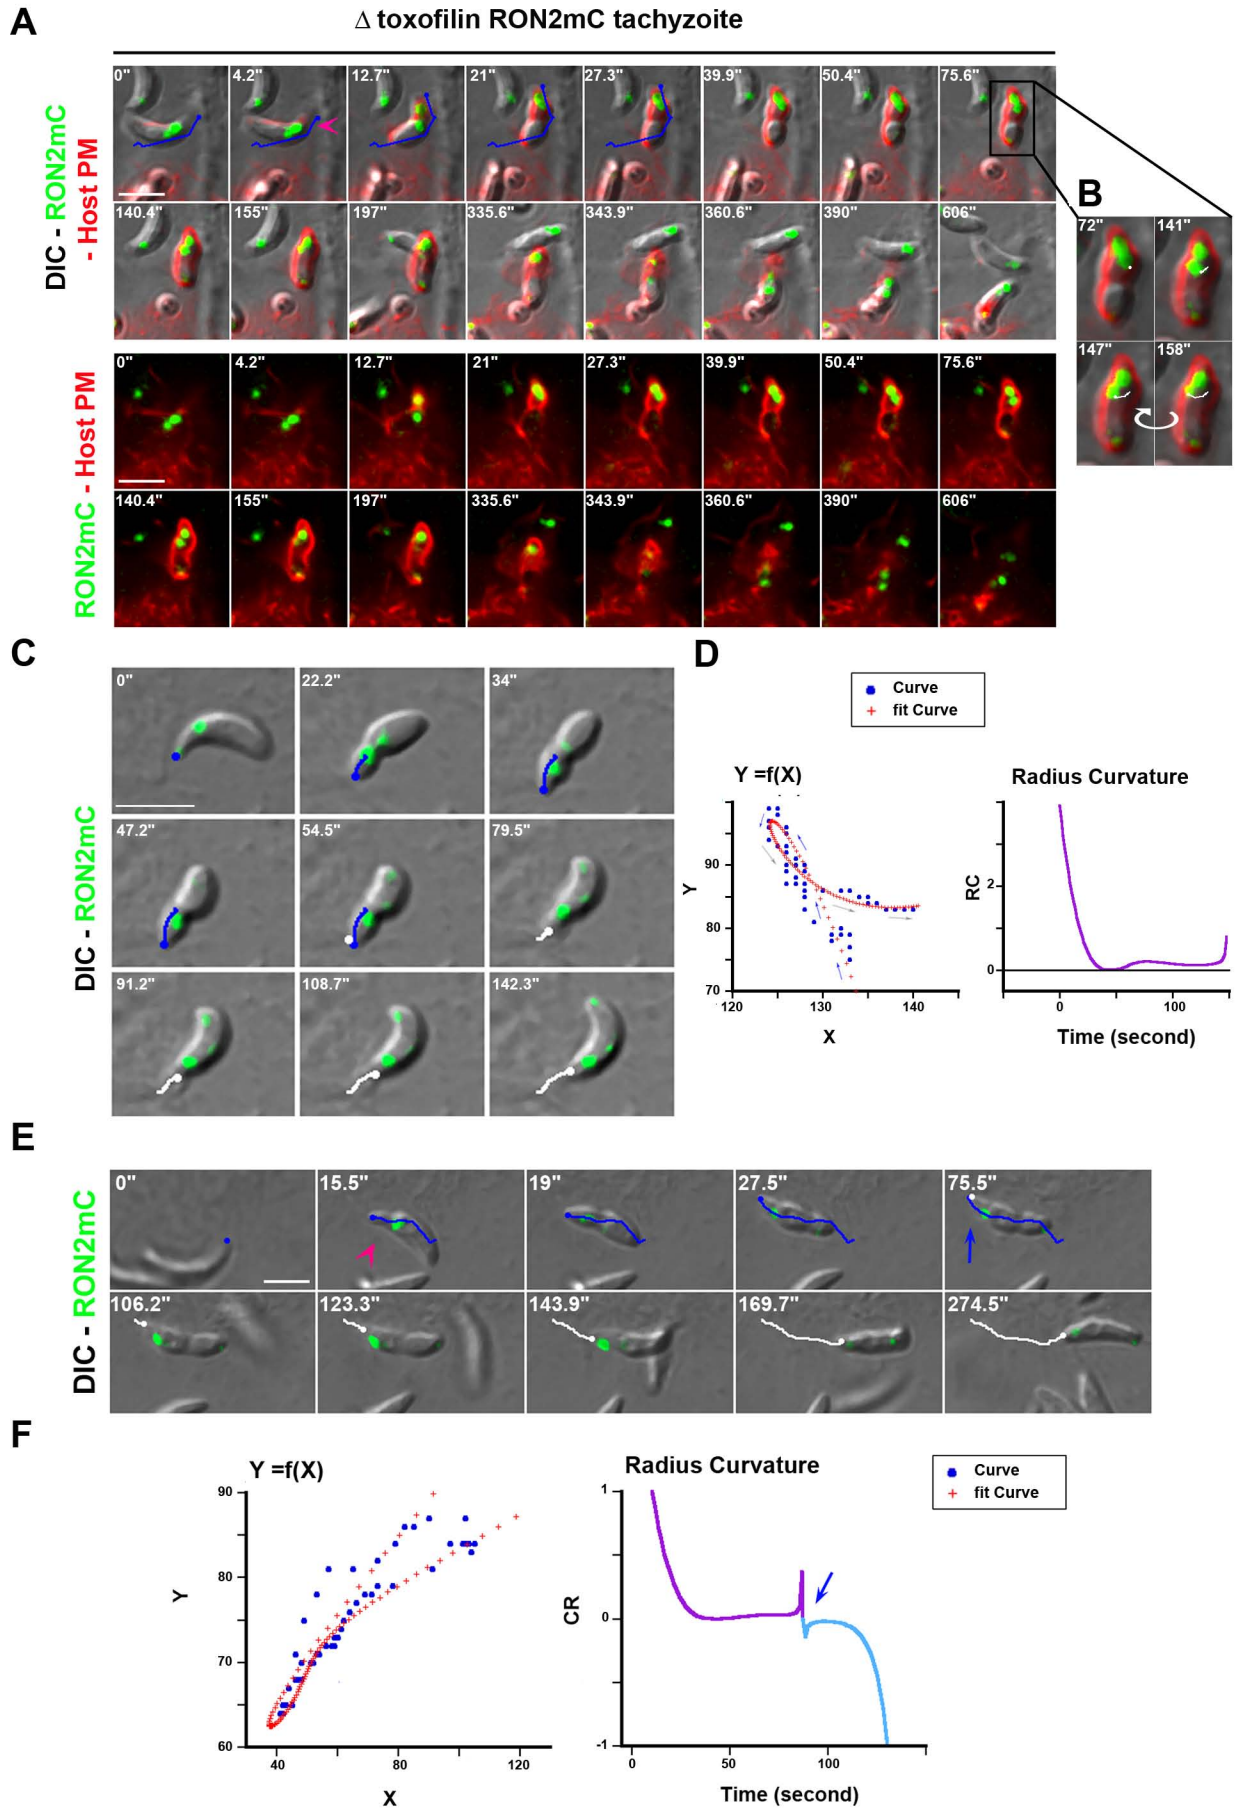 A
Δ toxofilin RON2mC tachyzoite
DIC - RON2mC
- Host PM
0" 4.2" 12.7" 21" 27.3" 39.9" 50.4" 75.6"
140.4" 155" 197" 335.6" 343.9" 360.6" 390" 606"
B
72" 141"
147" 158"
RON2mC - Host PM
0" 4.2" 12.7" 21" 27.3" 39.9" 50.4" 75.6"
140.4" 155" 197" 335.6" 343.9" 360.6" 390" 606"
C
DIC - RON2mC
0" 22.2" 34"
47.2" 54.5" 79.5"
91.2" 108.7" 142.3"
D
Curve
fit Curve
Y =f(X)
Y
90
80
70
120 130 140
X
Radius Curvature
RC
2
0
0 100
Time (second)
E
DIC - RON2mC
0" 15.5" 19" 27.5" 75.5"
106.2" 123.3" 143.9" 169.7" 274.5"
F
Y =f(X)
Y
90
80
70
60
40 80 120
X
Radius Curvature
CR
1
0
-1
0 50 100
Time (second)
Curve
fit Curve